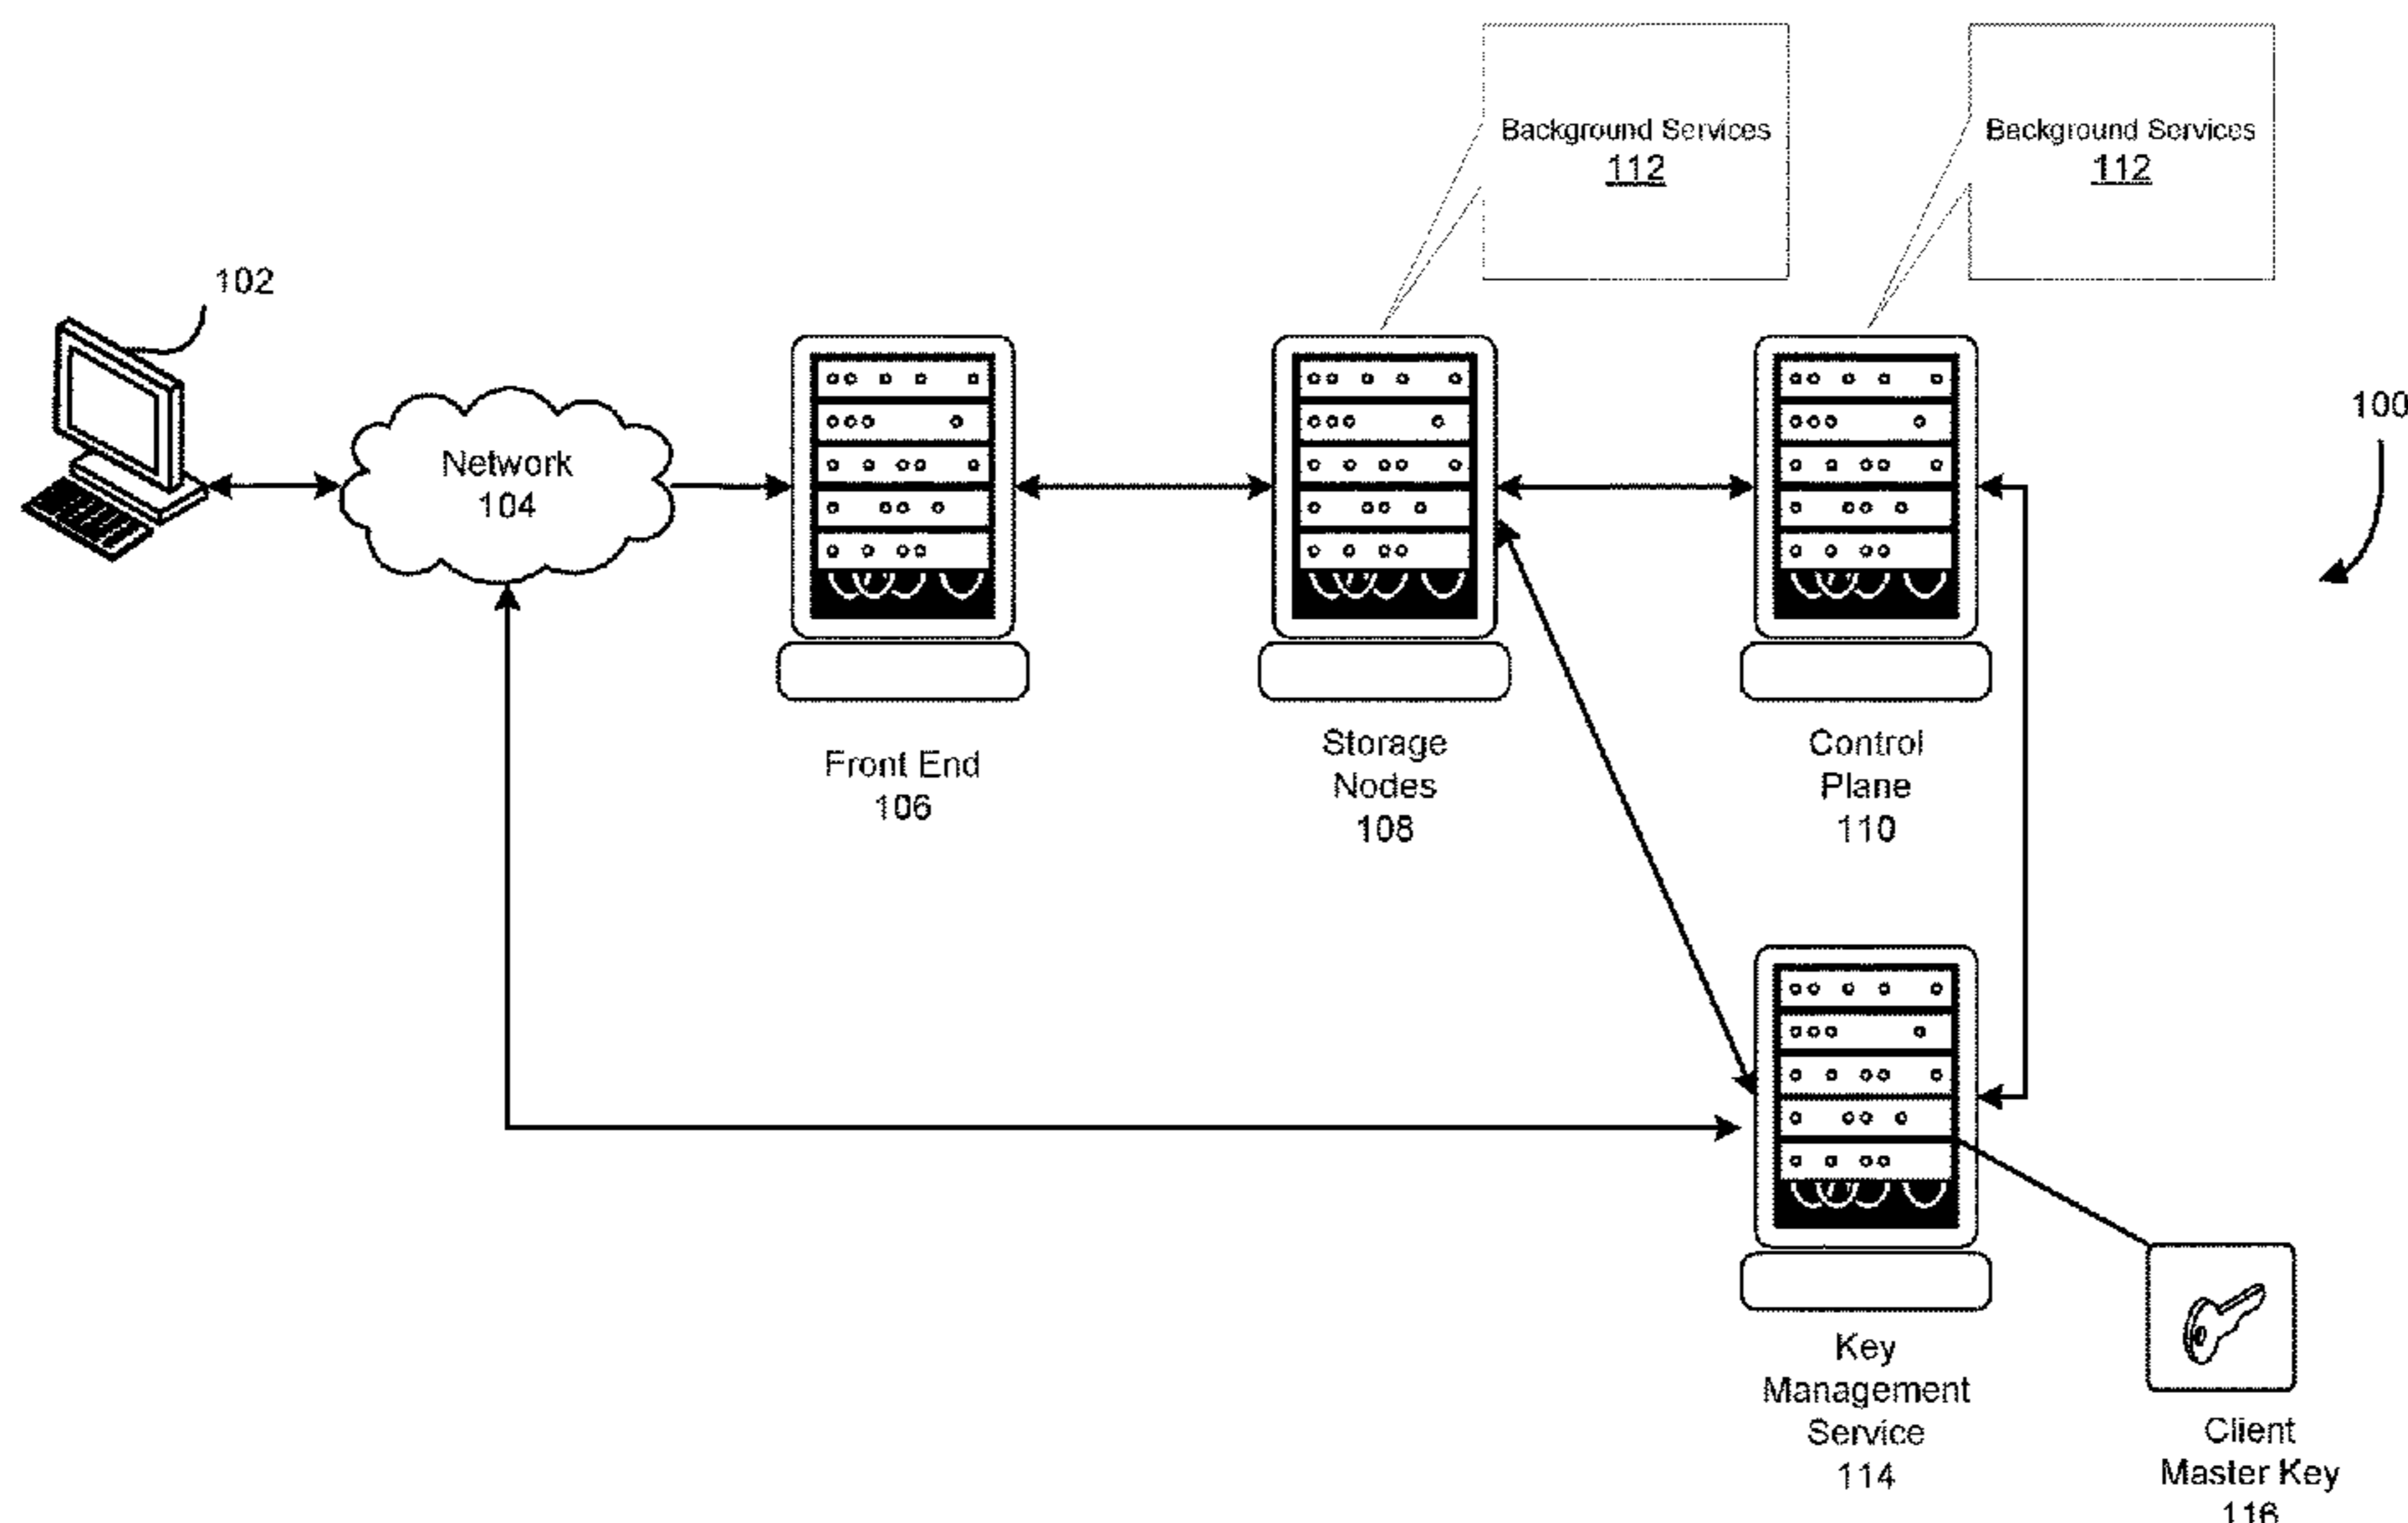 Background Services
112
Background Services
112
102
100
Network
104
Front End
106
Storage
Nodes
108
Control
Plane
110
Key
Management
Service
114
Client
Master Key
116